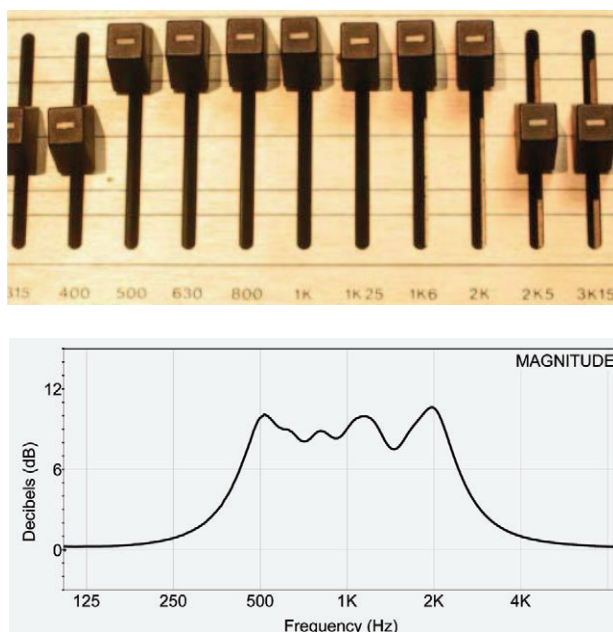 315 400 500 630 800 1K 1K25 1K6 2K 2K5 3K15
MAGNITUDE
12
6
0
Decibels (dB)
125 250 500 1K 2K 4K
Frequency (Hz)